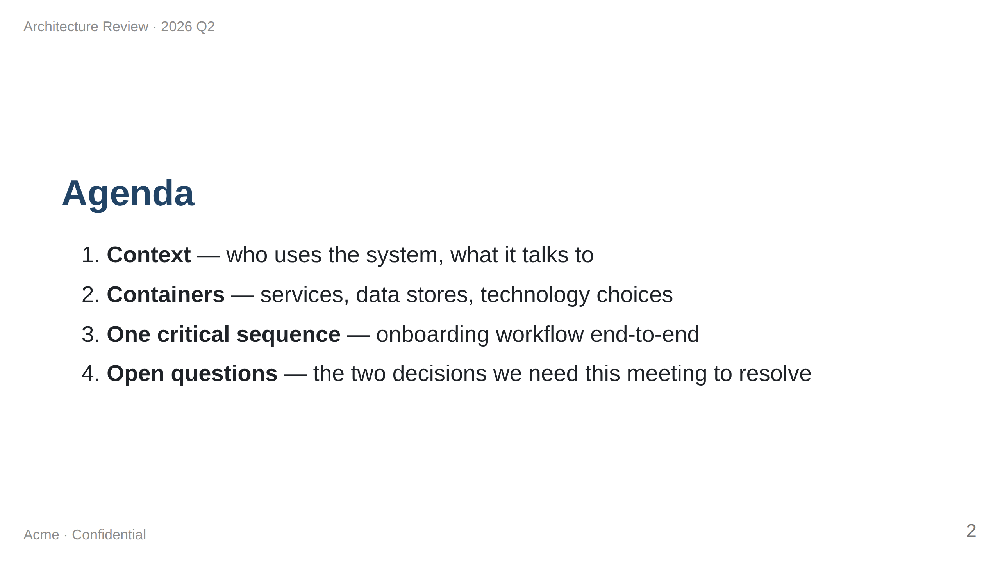 Architecture Review · 2026 Q2
Agenda
1. Context — who uses the system, what it talks to
2. Containers — services, data stores, technology choices
3. One critical sequence — onboarding workflow end-to-end
4. Open questions — the two decisions we need this meeting to resolve
Acme · Confidential
2